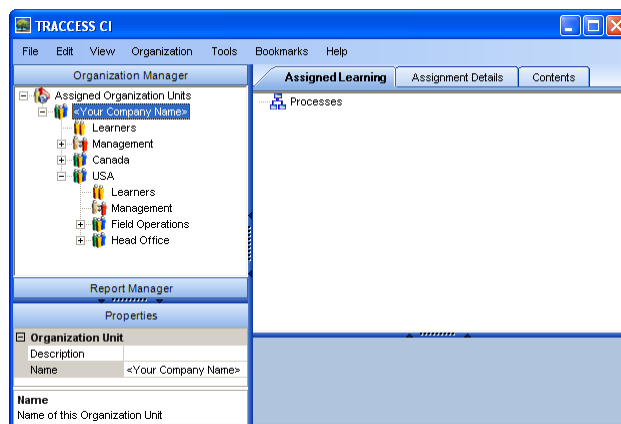 TRACCESS CI
File Edit View Organization Tools Bookmarks Help
Organization Manager
Assigned Organization Units
<Your Company Name>
Learners
Management
Canada
USA
Learners
Management
Field Operations
Head Office
Report Manager
Properties
Organization Unit
Description
Name <Your Company Name>
Name
Name of this Organization Unit
Assigned Learning Assignment Details Contents
Processes